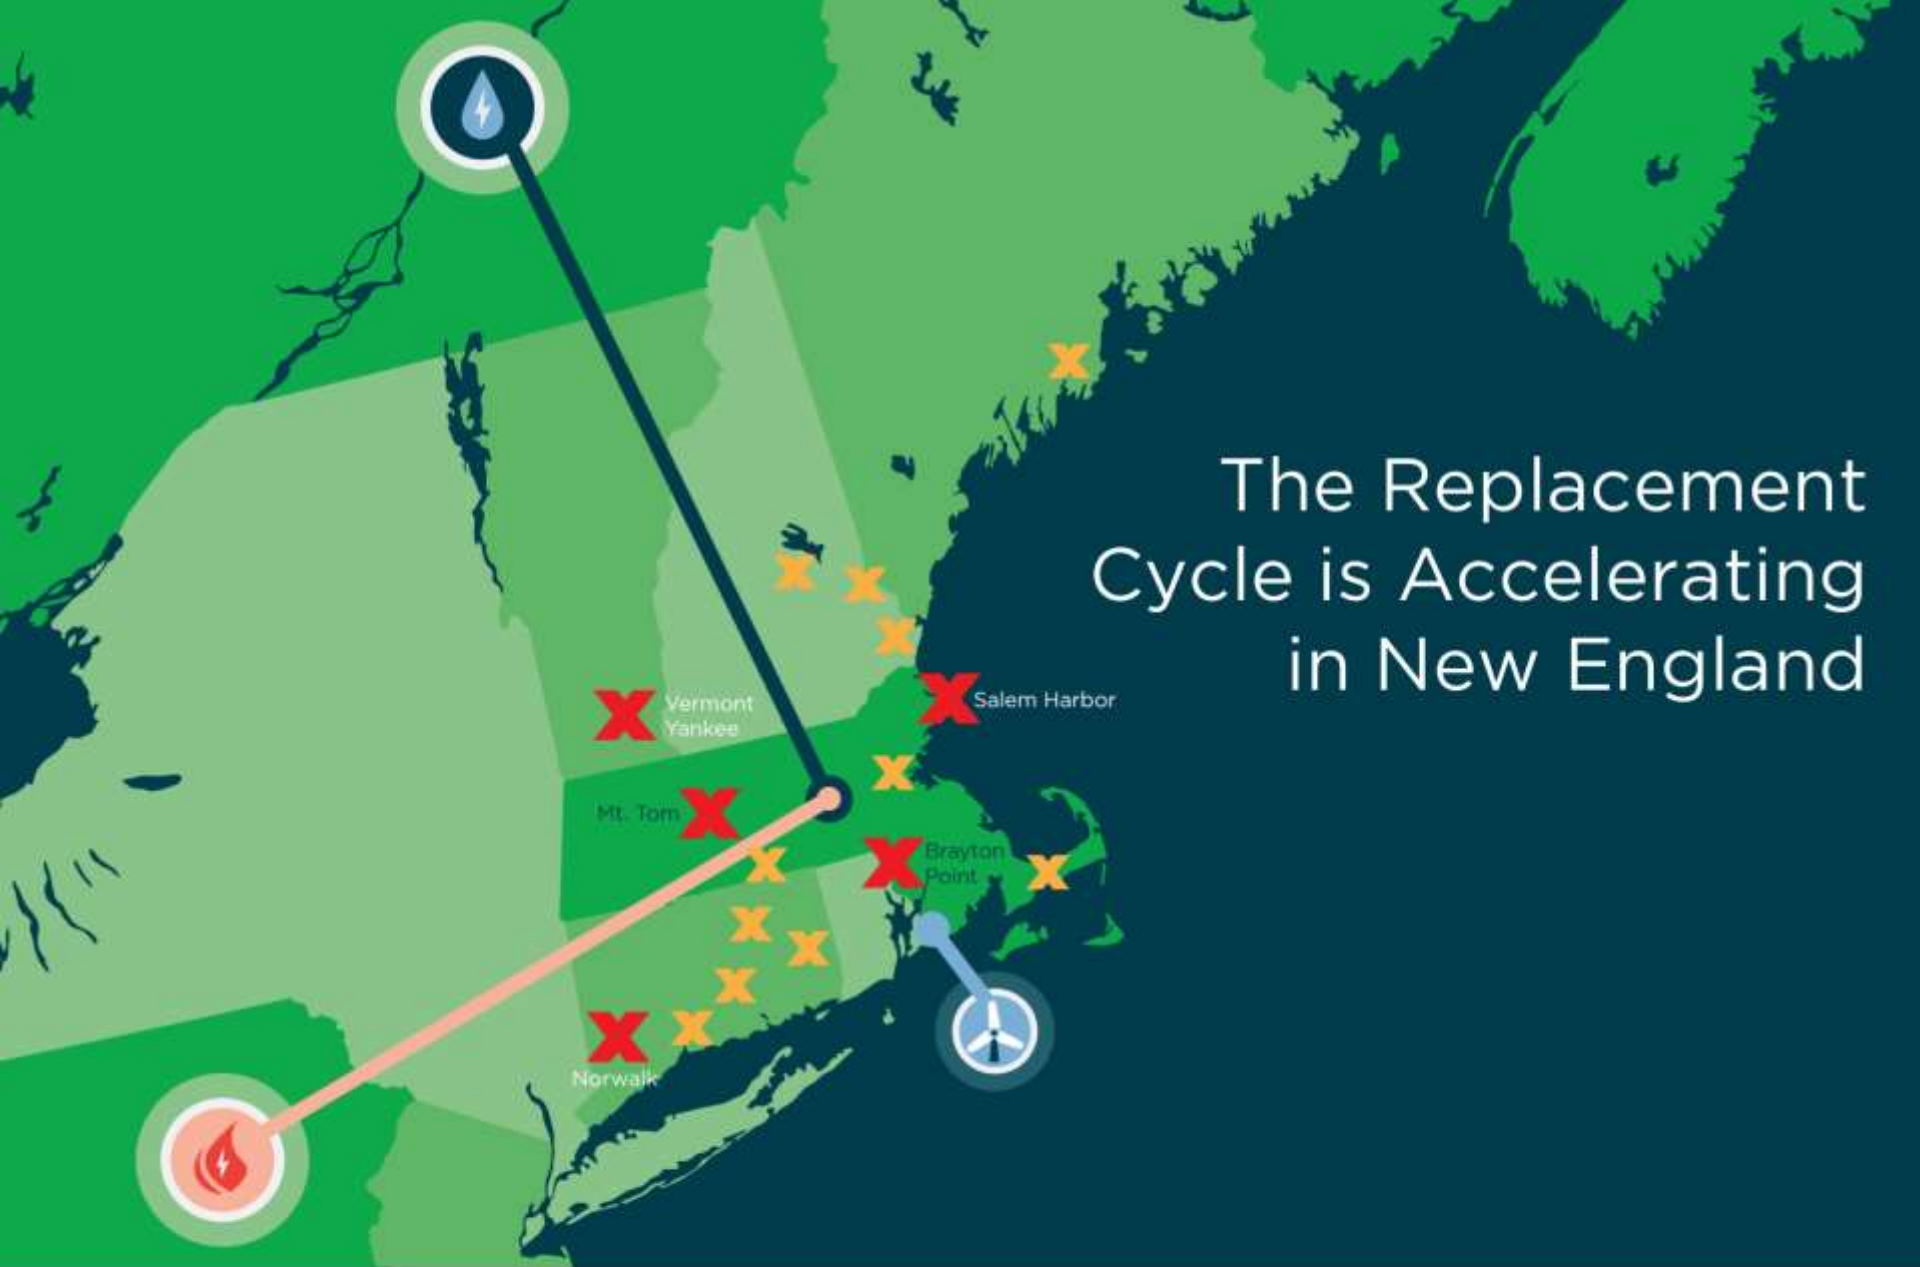 The Replacement
Cycle is Accelerating
in New England
Vermont
Yankee
Salem Harbor
Mt. Tom
Brayton
Point
Norwalk